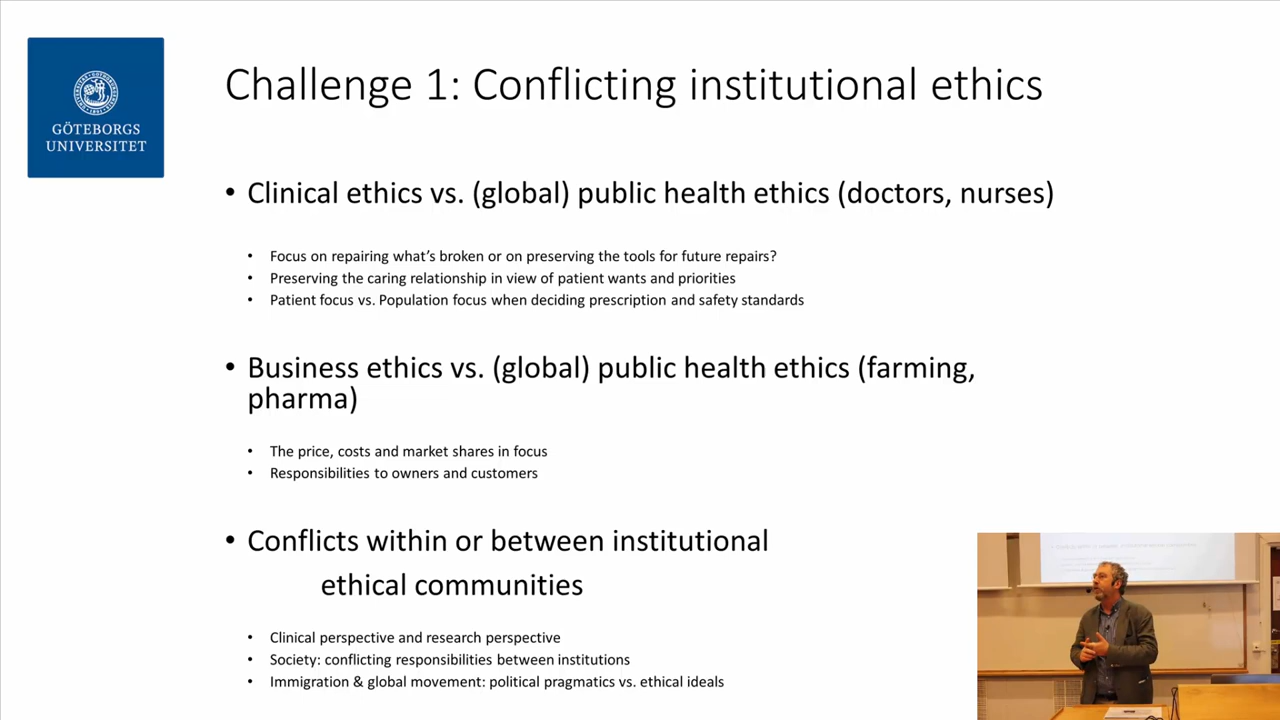 GÖTEBORGS
UNIVERSITET
Challenge 1: Conflicting institutional ethics
• Clinical ethics vs. (global) public health ethics (doctors, nurses)
• Focus on repairing what’s broken or on preserving the tools for future repairs?
• Preserving the caring relationship in view of patient wants and priorities
• Patient focus vs. Population focus when deciding prescription and safety standards
• Business ethics vs. (global) public health ethics (farming,
pharma)
• The price, costs and market shares in focus
• Responsibilities to owners and customers
• Conflicts within or between institutional
ethical communities
• Clinical perspective and research perspective
• Society: conflicting responsibilities between institutions
• Immigration & global movement: political pragmatics vs. ethical ideals